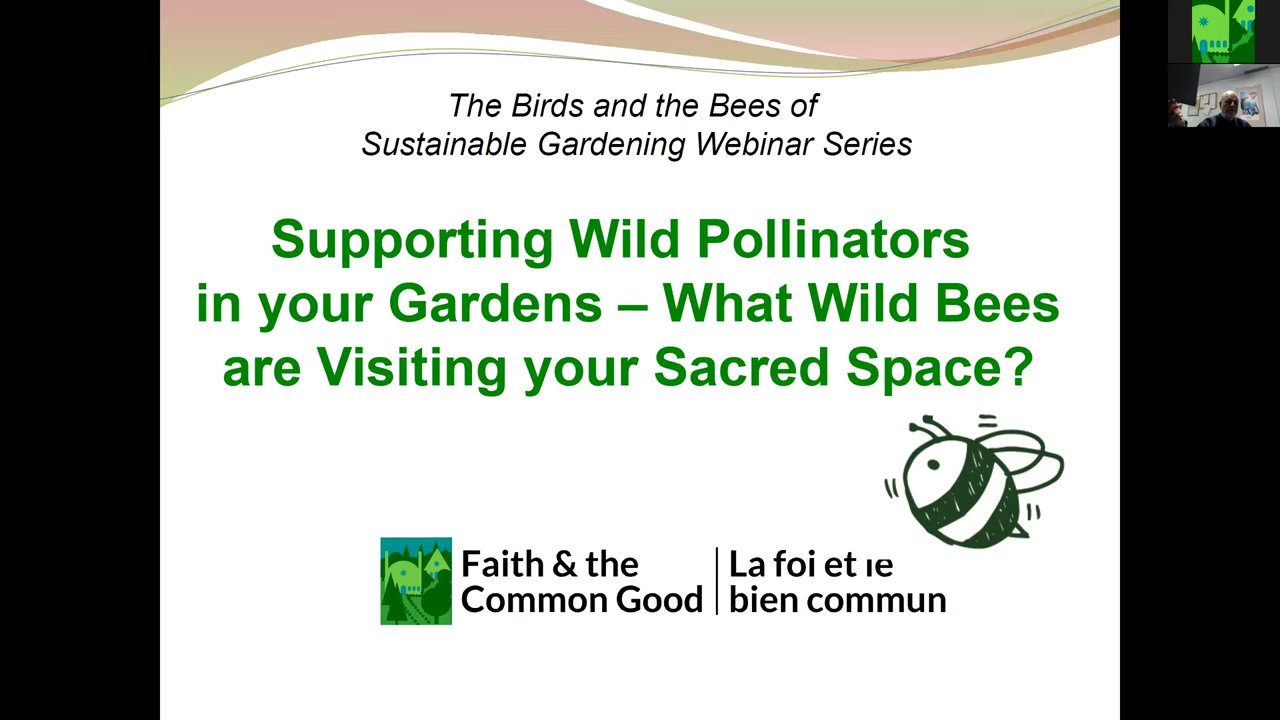 The Birds and the Bees of
Sustainable Gardening Webinar Series
Supporting Wild Pollinators
in your Gardens – What Wild Bees
are Visiting your Sacred Space?
Faith & the
Common Good
La foi et le
bien commun